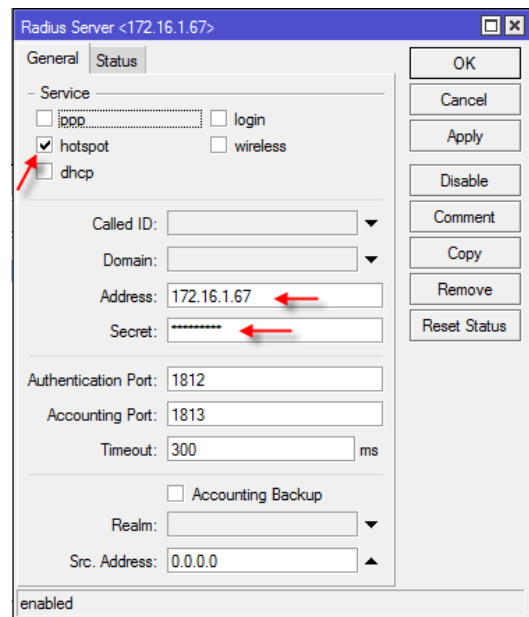 Radius Server <172.16.1.67>
General Status
OK
Service
Cancel
ppp login
hotspot wireless
Apply
dhcp
Disable
Called ID:
Comment
Domain:
Copy
Address: 172.16.1.67
Remove
Secret: *********
Reset Status
Authentication Port: 1812
Accounting Port: 1813
Timeout: 300 ms
Accounting Backup
Realm:
Src. Address: 0.0.0.0
enabled